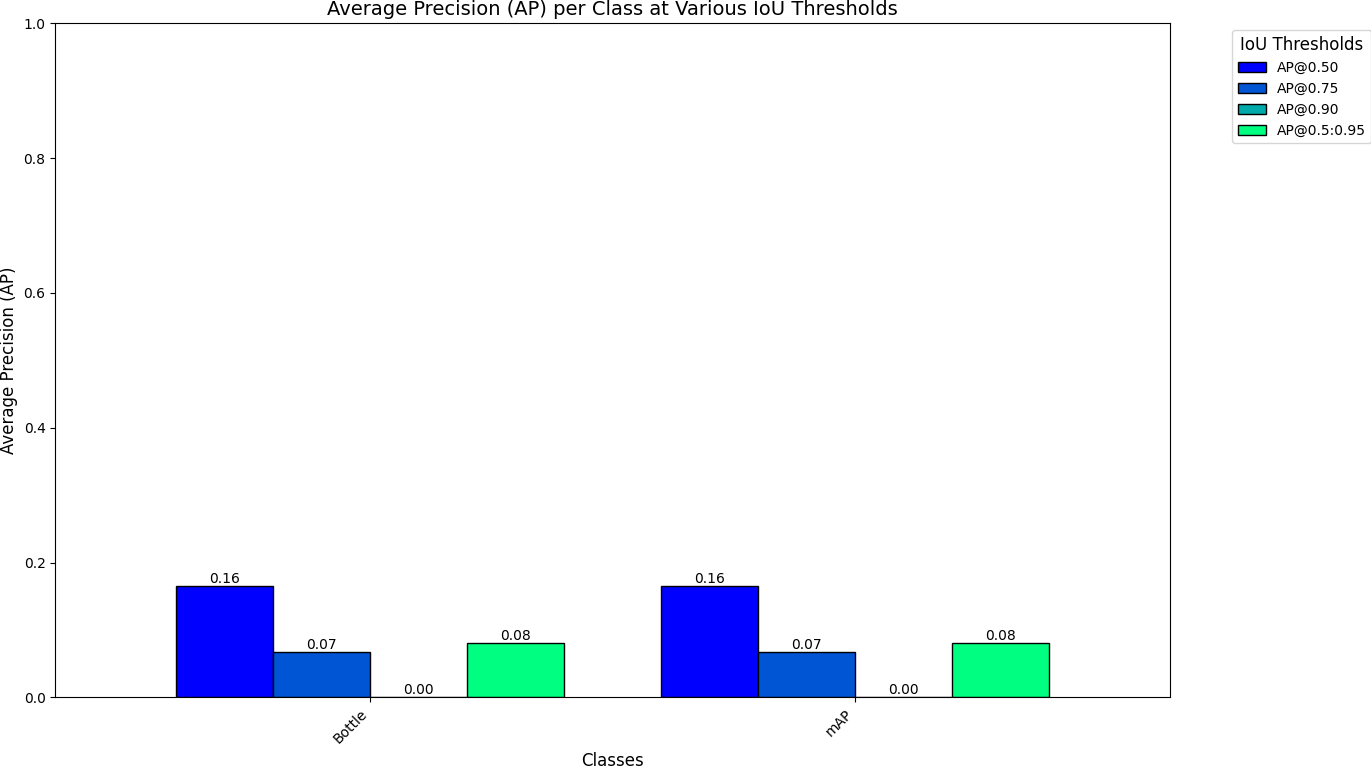 Average Precision (AP) per Class at Various IoU Thresholds
IoU Thresholds
AP@0.50
AP@0.75
AP@0.90
AP@0.5:0.95
Average Precision (AP)
1.0
0.8
0.6
0.4
0.2
0.0
0.16
0.07
0.00
0.08
0.16
0.07
0.00
0.08
Bottle
mAP
Classes